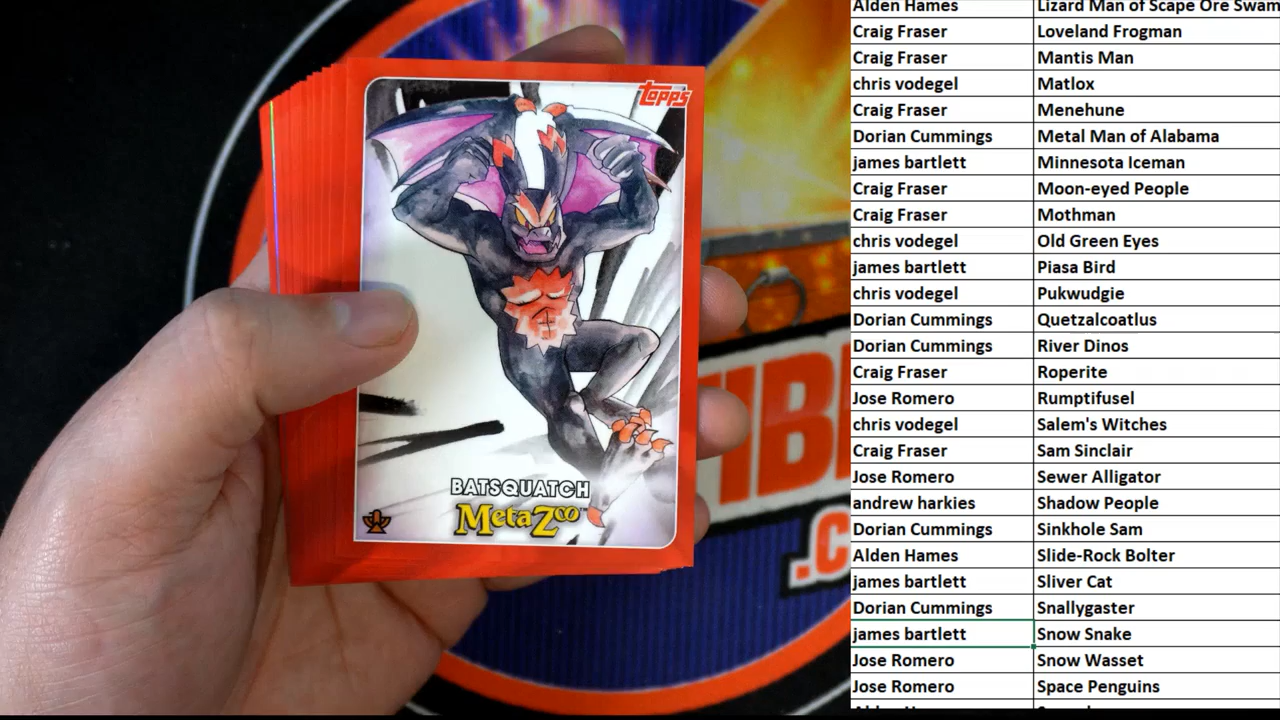 topps
BATSQUATCH
MetaZoo
IB
.C
Alden Hames Lizard Man of Scape Ore Swam
Craig Fraser Loveland Frogman
Craig Fraser Mantis Man
chris vodegel Matlox
Craig Fraser Menehune
Dorian Cummings Metal Man of Alabama
james bartlett Minnesota Iceman
Craig Fraser Moon-eyed People
Craig Fraser Mothman
chris vodegel Old Green Eyes
james bartlett Piasa Bird
chris vodegel Pukwudgie
Dorian Cummings Quetzalcoatlus
Dorian Cummings River Dinos
Craig Fraser Roperite
Jose Romero Rumptifusel
chris vodegel Salem's Witches
Craig Fraser Sam Sinclair
Jose Romero Sewer Alligator
andrew harkies Shadow People
Dorian Cummings Sinkhole Sam
Alden Hames Slide-Rock Bolter
james bartlett Sliver Cat
Dorian Cummings Snallygaster
james bartlett Snow Snake
Jose Romero Snow Wasset
Jose Romero Space Penguins